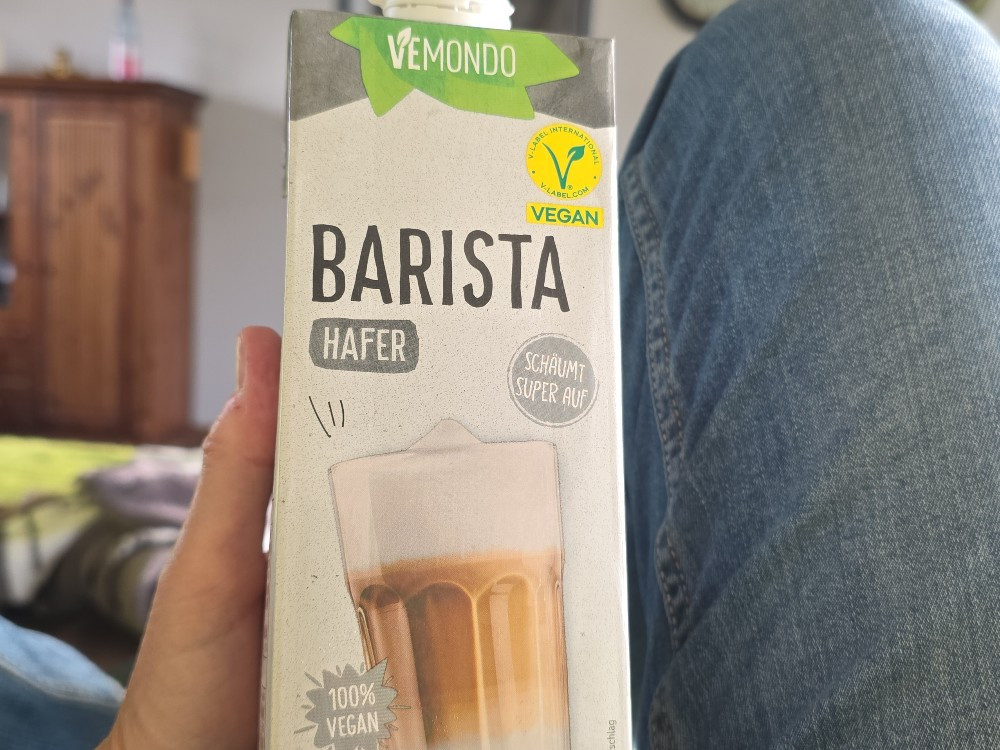 VEMONDO
V-LABEL INTERNATIONAL
V-LABEL.COM
VEGAN
BARISTA
HAFER
SCHÄUMT
SUPER AUF
100%
VEGAN